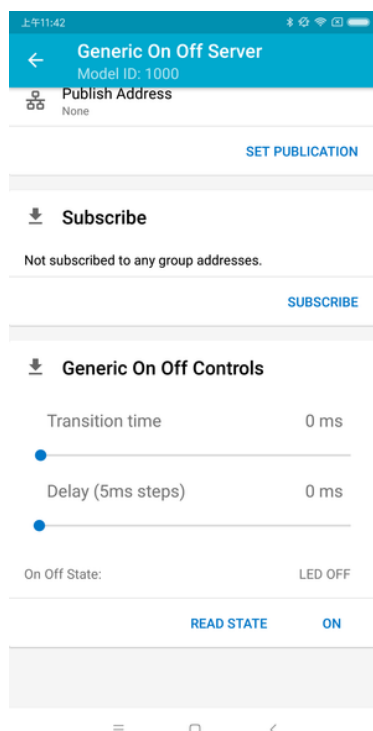 上午11:42
Generic On Off Server
Model ID: 1000
Publish Address
None
SET PUBLICATION
Subscribe
Not subscribed to any group addresses.
SUBSCRIBE
Generic On Off Controls
Transition time 0 ms
Delay (5ms steps) 0 ms
On Off State: LED OFF
READ STATE ON